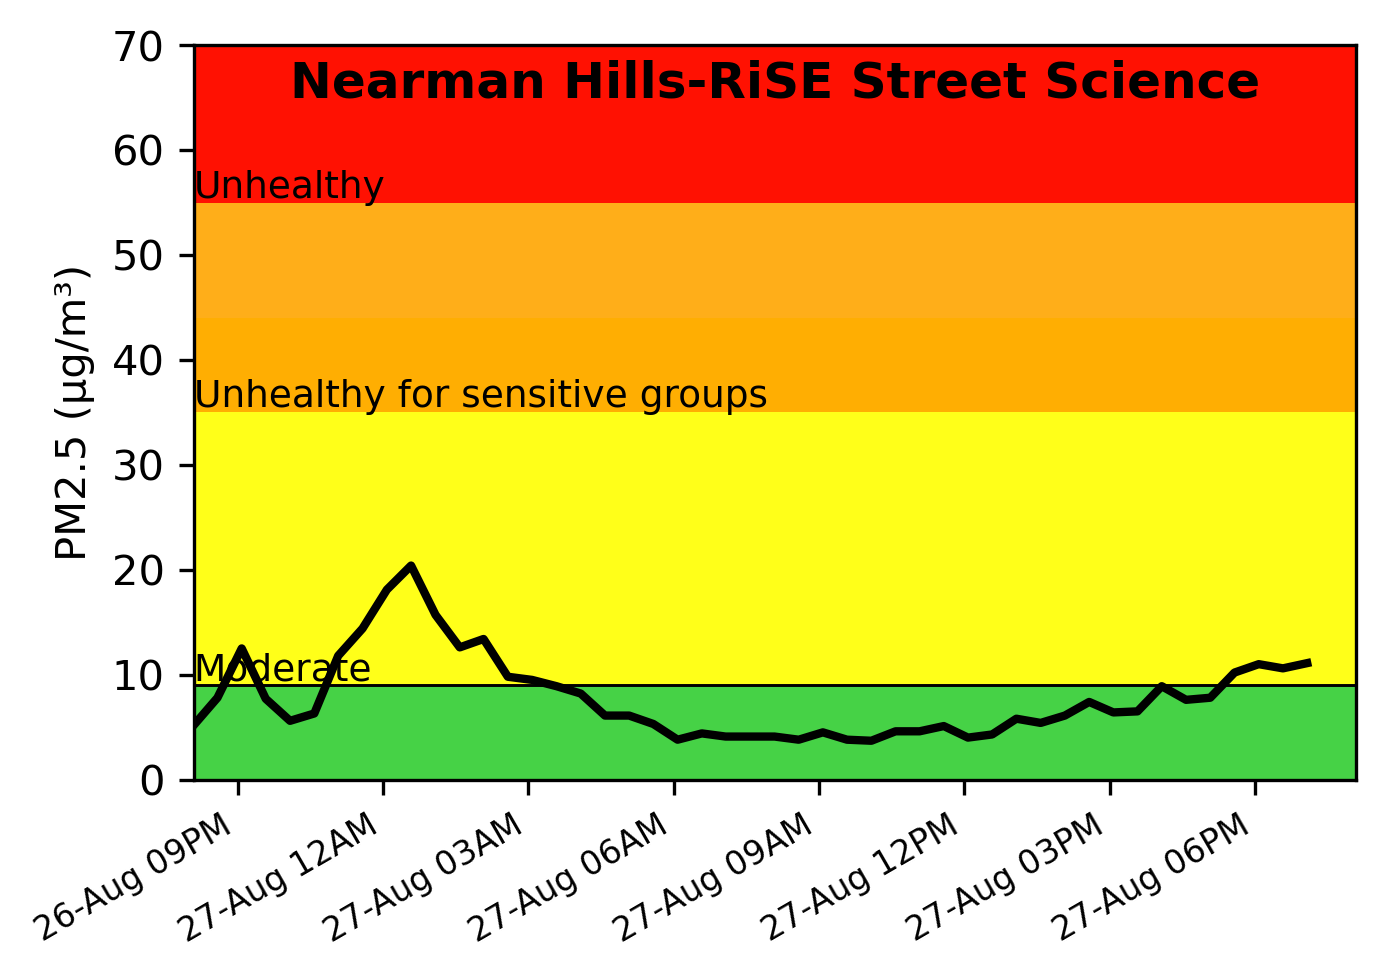 Nearman Hills-RiSE Street Science
70
60
50
40
30
20
10
0
PM2.5 (µg/m³)
Unhealthy
Unhealthy for sensitive groups
Moderate
26-Aug 09PM
27-Aug 12AM
27-Aug 03AM
27-Aug 06AM
27-Aug 09AM
27-Aug 12PM
27-Aug 03PM
27-Aug 06PM